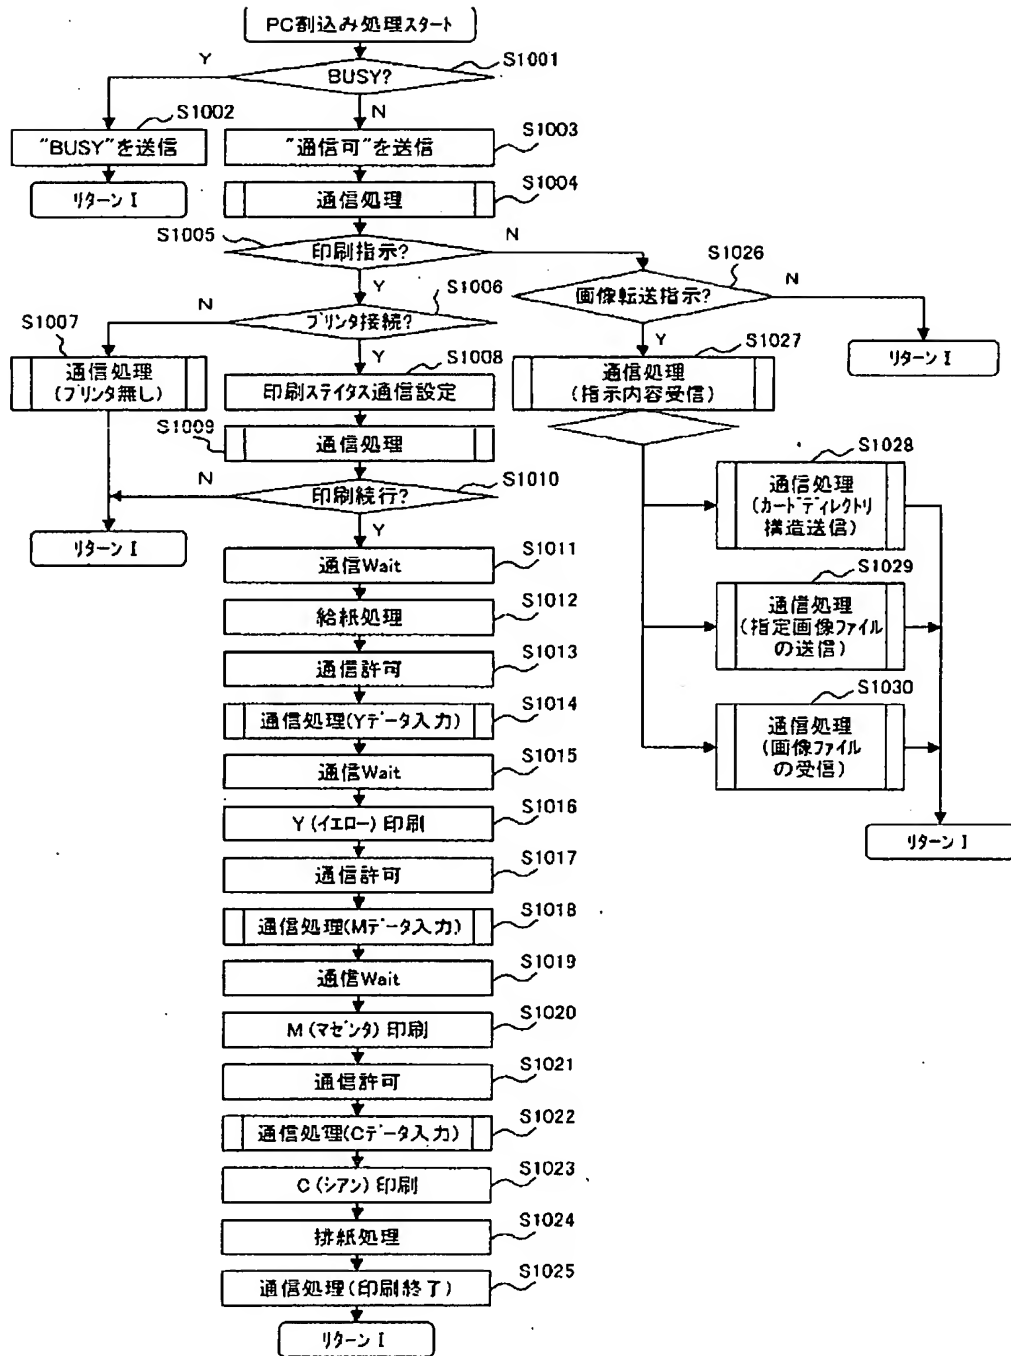 PC割込み処理スタート
S1001
Y
BUSY?
N
S1002
"BUSY"を送信
リターン I
S1003
"通信可"を送信
S1004
通信処理
S1005
印刷指示?
N
Y
S1006
N
プリンタ接続?
Y
S1007
通信処理
(プリンタ無し)
S1008
印刷ステイタス通信設定
S1009
通信処理
S1010
N
印刷続行?
Y
リターン I
S1011
通信Wait
S1012
給紙処理
S1013
通信許可
S1014
通信処理(Yデータ入力)
S1015
通信Wait
S1016
Y (イエロー) 印刷
S1017
通信許可
S1018
通信処理(Mデータ入力)
S1019
通信Wait
S1020
M (マゼンタ) 印刷
S1021
通信許可
S1022
通信処理(Cデータ入力)
S1023
C (シアン) 印刷
S1024
排紙処理
S1025
通信処理(印刷終了)
リターン I
S1026
画像転送指示?
N
Y
リターン I
S1027
通信処理
(指示内容受信)
S1028
通信処理
(カードディレクトリ
構造送信)
S1029
通信処理
(指定画像ファイル
の送信)
S1030
通信処理
(画像ファイル
の受信)
リターン I